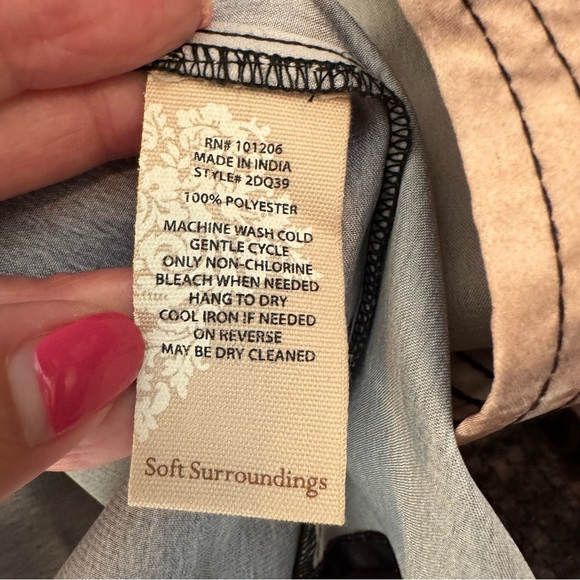 RN# 101206
MADE IN INDIA
STYLE# 2DQ39
100% POLYESTER
MACHINE WASH COLD
GENTLE CYCLE
ONLY NON-CHLORINE
BLEACH WHEN NEEDED
HANG TO DRY
COOL IRON IF NEEDED
ON REVERSE
MAY BE DRY CLEANED
Soft Surroundings